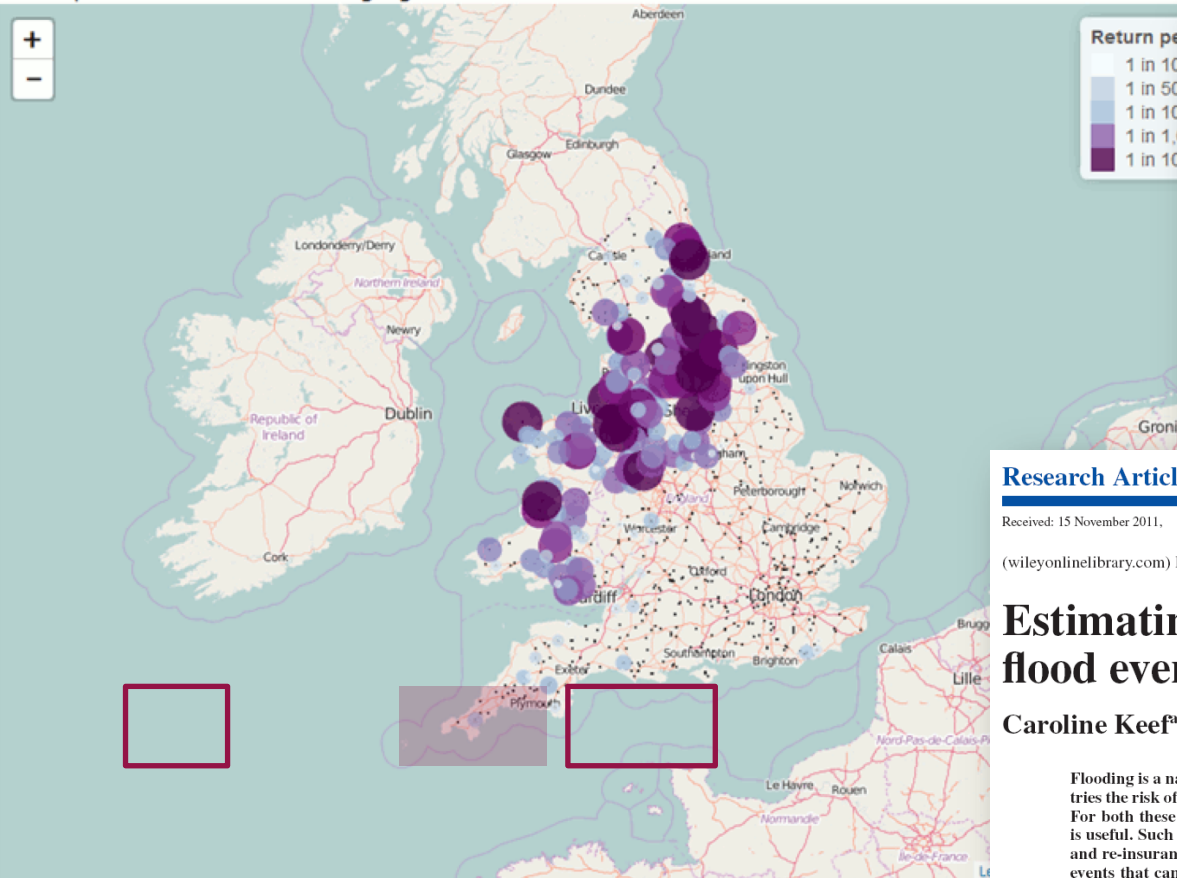 Aberdeen
+
Return pe
1 in 10
Dundee
1 in 50
−
1 in 10
1 in 1,
Edinburgh
Glasgow
1 in 10
Londonderry/Derry
Northern Ireland
Newry
Dublin
Republic of
Ireland
upon Hull
Groni
Peterborough
Norwich
England
Worcester
Cambridge
Cork
Oxford
London
Southampton
Brighton
Exeter
Plymouth
Calais
Brugg
Lille
Nord-Pas-de-Calais-Pi
Le Havre
Rouen
Normandie
Île-de-France
Le
Research Articl
Received: 15 November 2011,
(wileyonlinelibrary.com)
Estimatin
flood even
Caroline Keefᵃ
Flooding is a na
tries the risk of
For both these
is useful. Such
and re-insuran
events that can